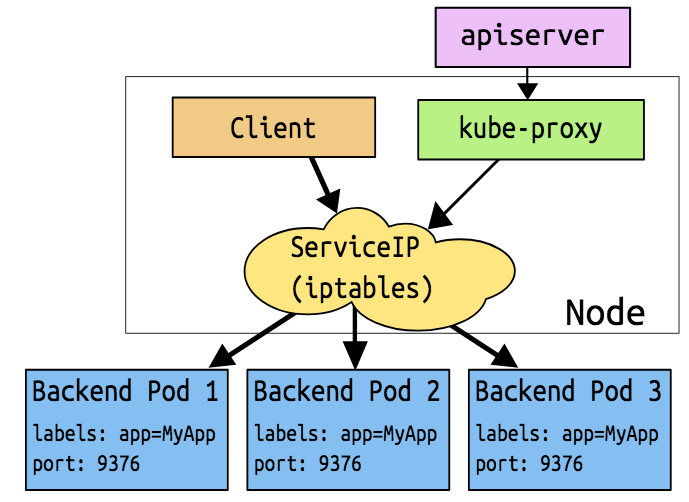 apiserver
Client
kube-proxy
ServiceIP
(iptables)
Node
Backend Pod 1
labels: app=MyApp
port: 9376
Backend Pod 2
labels: app=MyApp
port: 9376
Backend Pod 3
labels: app=MyApp
port: 9376